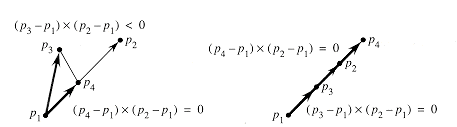 (p₃ − p₁) × (p₂ − p₁) < 0
p₃
p₂
p₄
p₁
(p₄ − p₁) × (p₂ − p₁) = 0
p₄
(p₄ − p₁) × (p₂ − p₁) = 0
p₂
p₃
p₁
(p₃ − p₁) × (p₂ − p₁) = 0